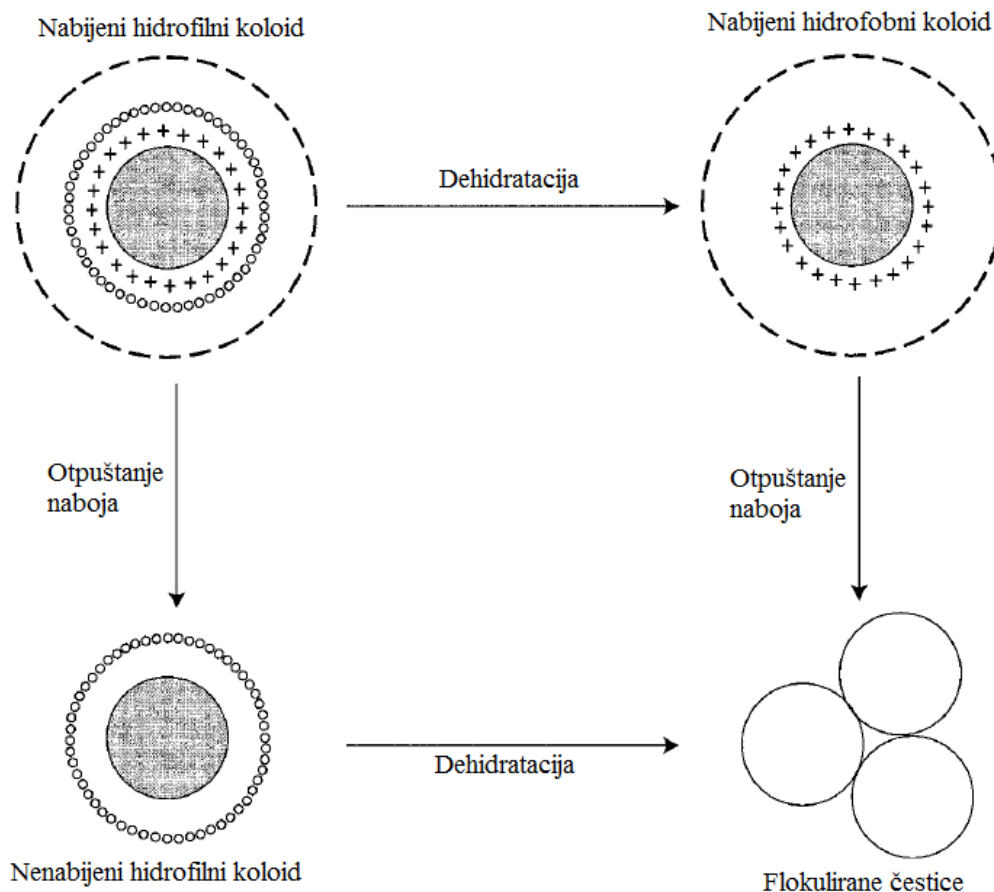 Nabijeni hidrofilni koloid
Nabijeni hidrofobni koloid
Dehidratacija
Otpuštanje
naboja
Otpuštanje
naboja
Dehidratacija
Nenabijeni hidrofilni koloid
Flokulirane čestice